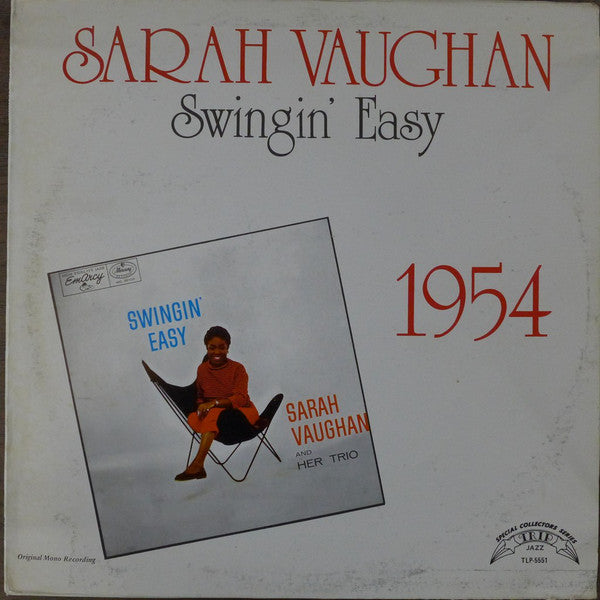 SARAH VAUGHAN
Swingin' Easy
1954
EmArcy
Mercury
SWINGIN'
EASY
SARAH
VAUGHAN
AND
HER TRIO
Original Mono Recording
SPECIAL COLLECTORS SERIES
TRIP
JAZZ
TLP-5551